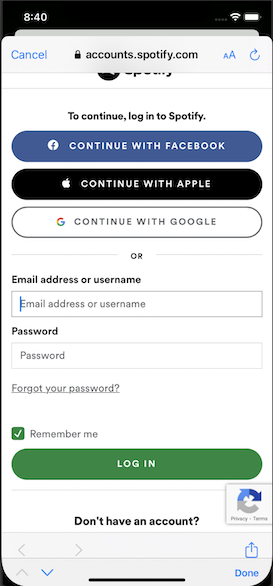 8:40
Cancel
accounts.spotify.com
AA
Spotify
To continue, log in to Spotify.
CONTINUE WITH FACEBOOK
CONTINUE WITH APPLE
CONTINUE WITH GOOGLE
OR
Email address or username
Email address or username
Password
Password
Forgot your password?
Remember me
LOG IN
Privacy - Terms
Don't have an account?
Done